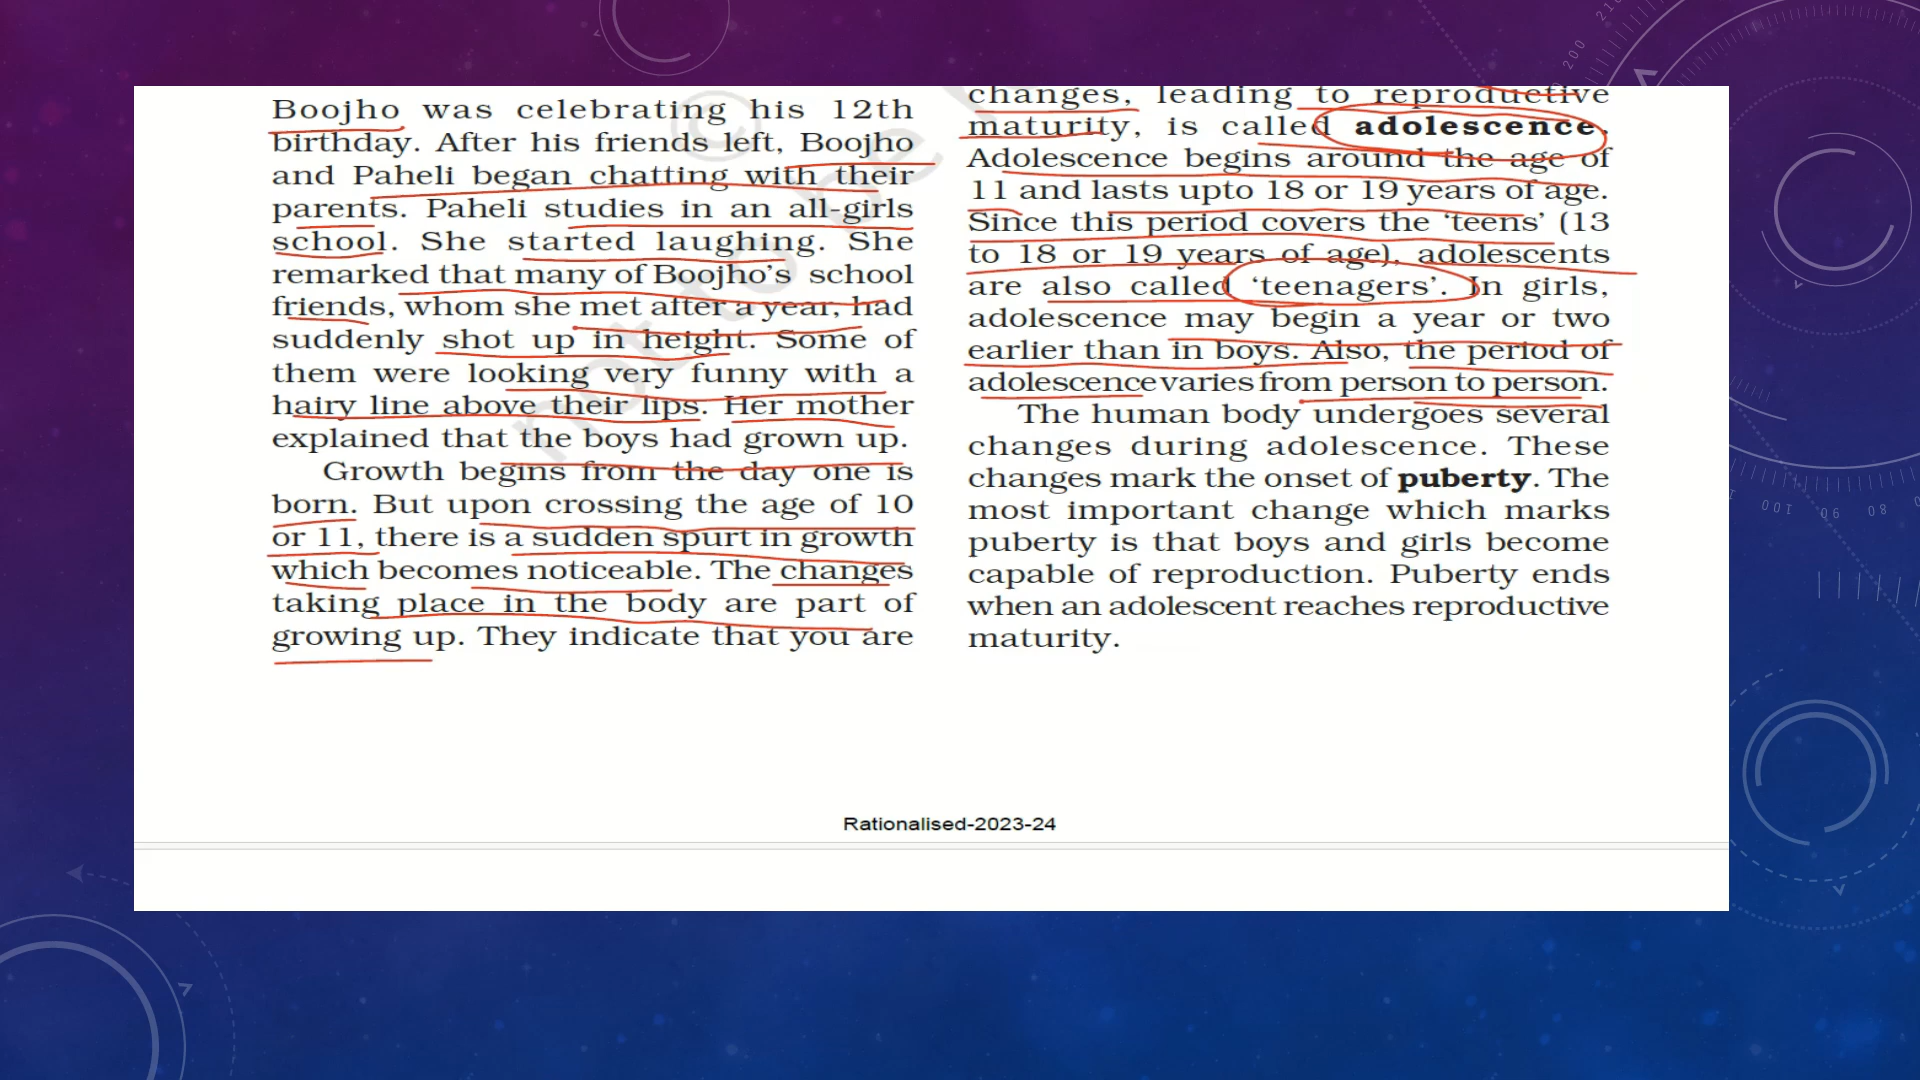 Boojho was celebrating his 12th
birthday. After his friends left, Boojho
and Paheli began chatting with their
parents. Paheli studies in an all-girls
school. She started laughing. She
remarked that many of Boojho’s school
friends, whom she met after a year, had
suddenly shot up in height. Some of
them were looking very funny with a
hairy line above their lips. Her mother
explained that the boys had grown up.
Growth begins from the day one is
born. But upon crossing the age of 10
or 11, there is a sudden spurt in growth
which becomes noticeable. The changes
taking place in the body are part of
growing up. They indicate that you are
changes, leading to reproductive
maturity, is called adolescence.
Adolescence begins around the age of
11 and lasts upto 18 or 19 years of age.
Since this period covers the ‘teens’ (13
to 18 or 19 years of age), adolescents
are also called ‘teenagers’. In girls,
adolescence may begin a year or two
earlier than in boys. Also, the period of
adolescence varies from person to person.
The human body undergoes several
changes during adolescence. These
changes mark the onset of puberty. The
most important change which marks
puberty is that boys and girls become
capable of reproduction. Puberty ends
when an adolescent reaches reproductive
maturity.
Rationalised-2023-24
© not to be
210
200
100
90
80